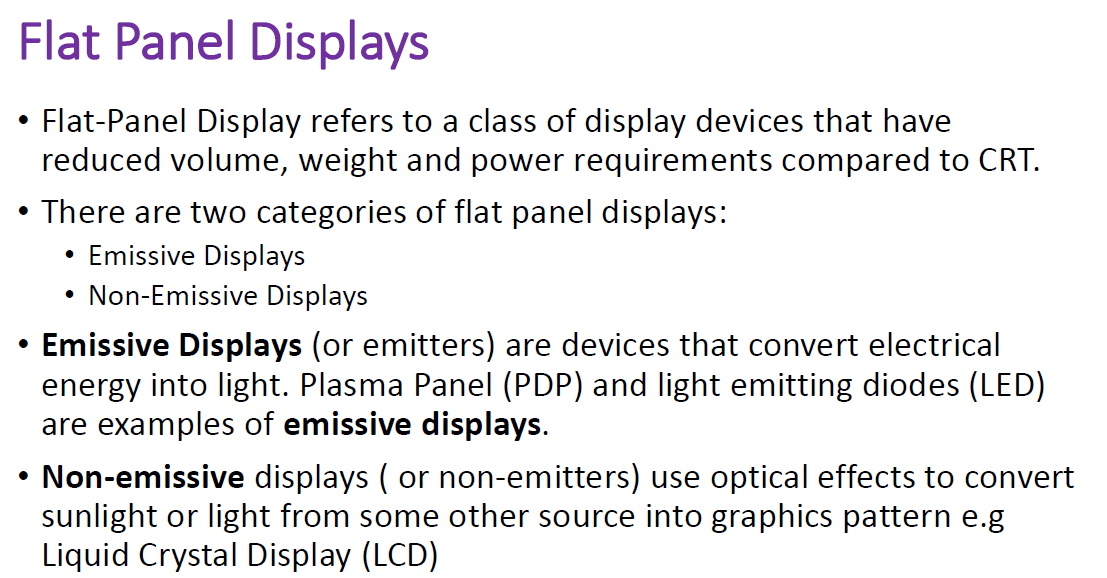 Flat Panel Displays
• Flat-Panel Display refers to a class of display devices that have
reduced volume, weight and power requirements compared to CRT.
• There are two categories of flat panel displays:
• Emissive Displays
• Non-Emissive Displays
• Emissive Displays (or emitters) are devices that convert electrical
energy into light. Plasma Panel (PDP) and light emitting diodes (LED)
are examples of emissive displays.
• Non-emissive displays ( or non-emitters) use optical effects to convert
sunlight or light from some other source into graphics pattern e.g
Liquid Crystal Display (LCD)